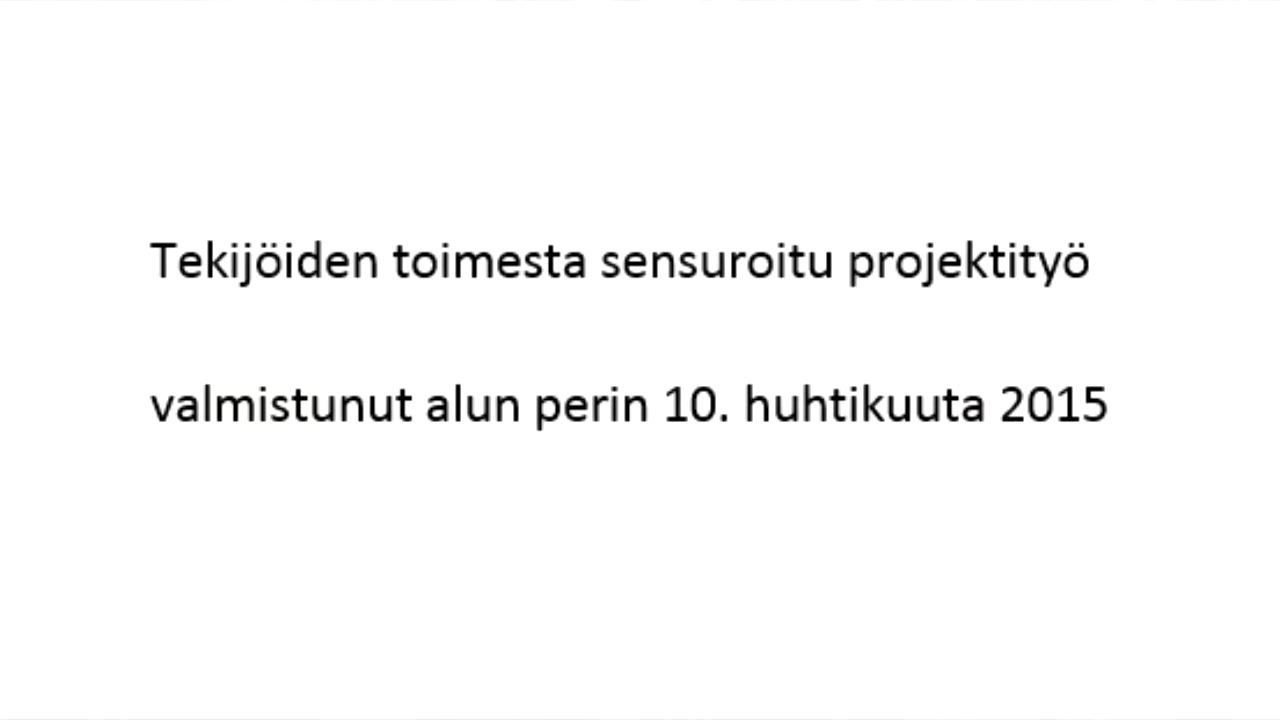 Tekijöiden toimesta sensuroitu projektityö
valmistunut alun perin 10. huhtikuuta 2015